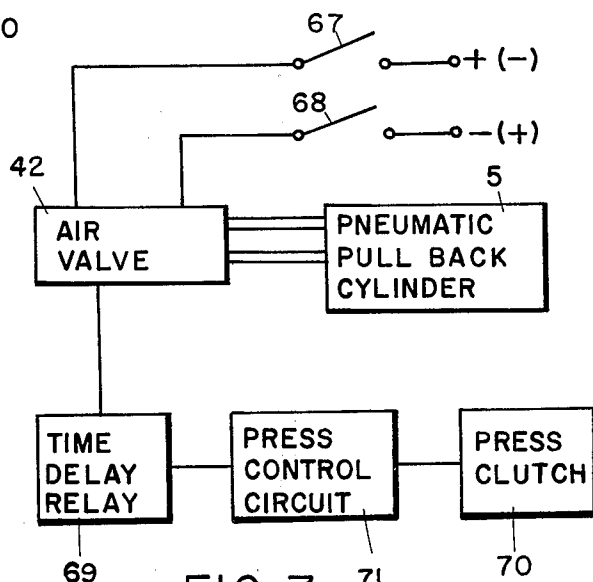 0
67
+ (-)
68
- (+)
42
5
AIR
VALVE
PNEUMATIC
PULL BACK
CYLINDER
TIME
DELAY
RELAY
PRESS
CONTROL
CIRCUIT
PRESS
CLUTCH
69
71
70